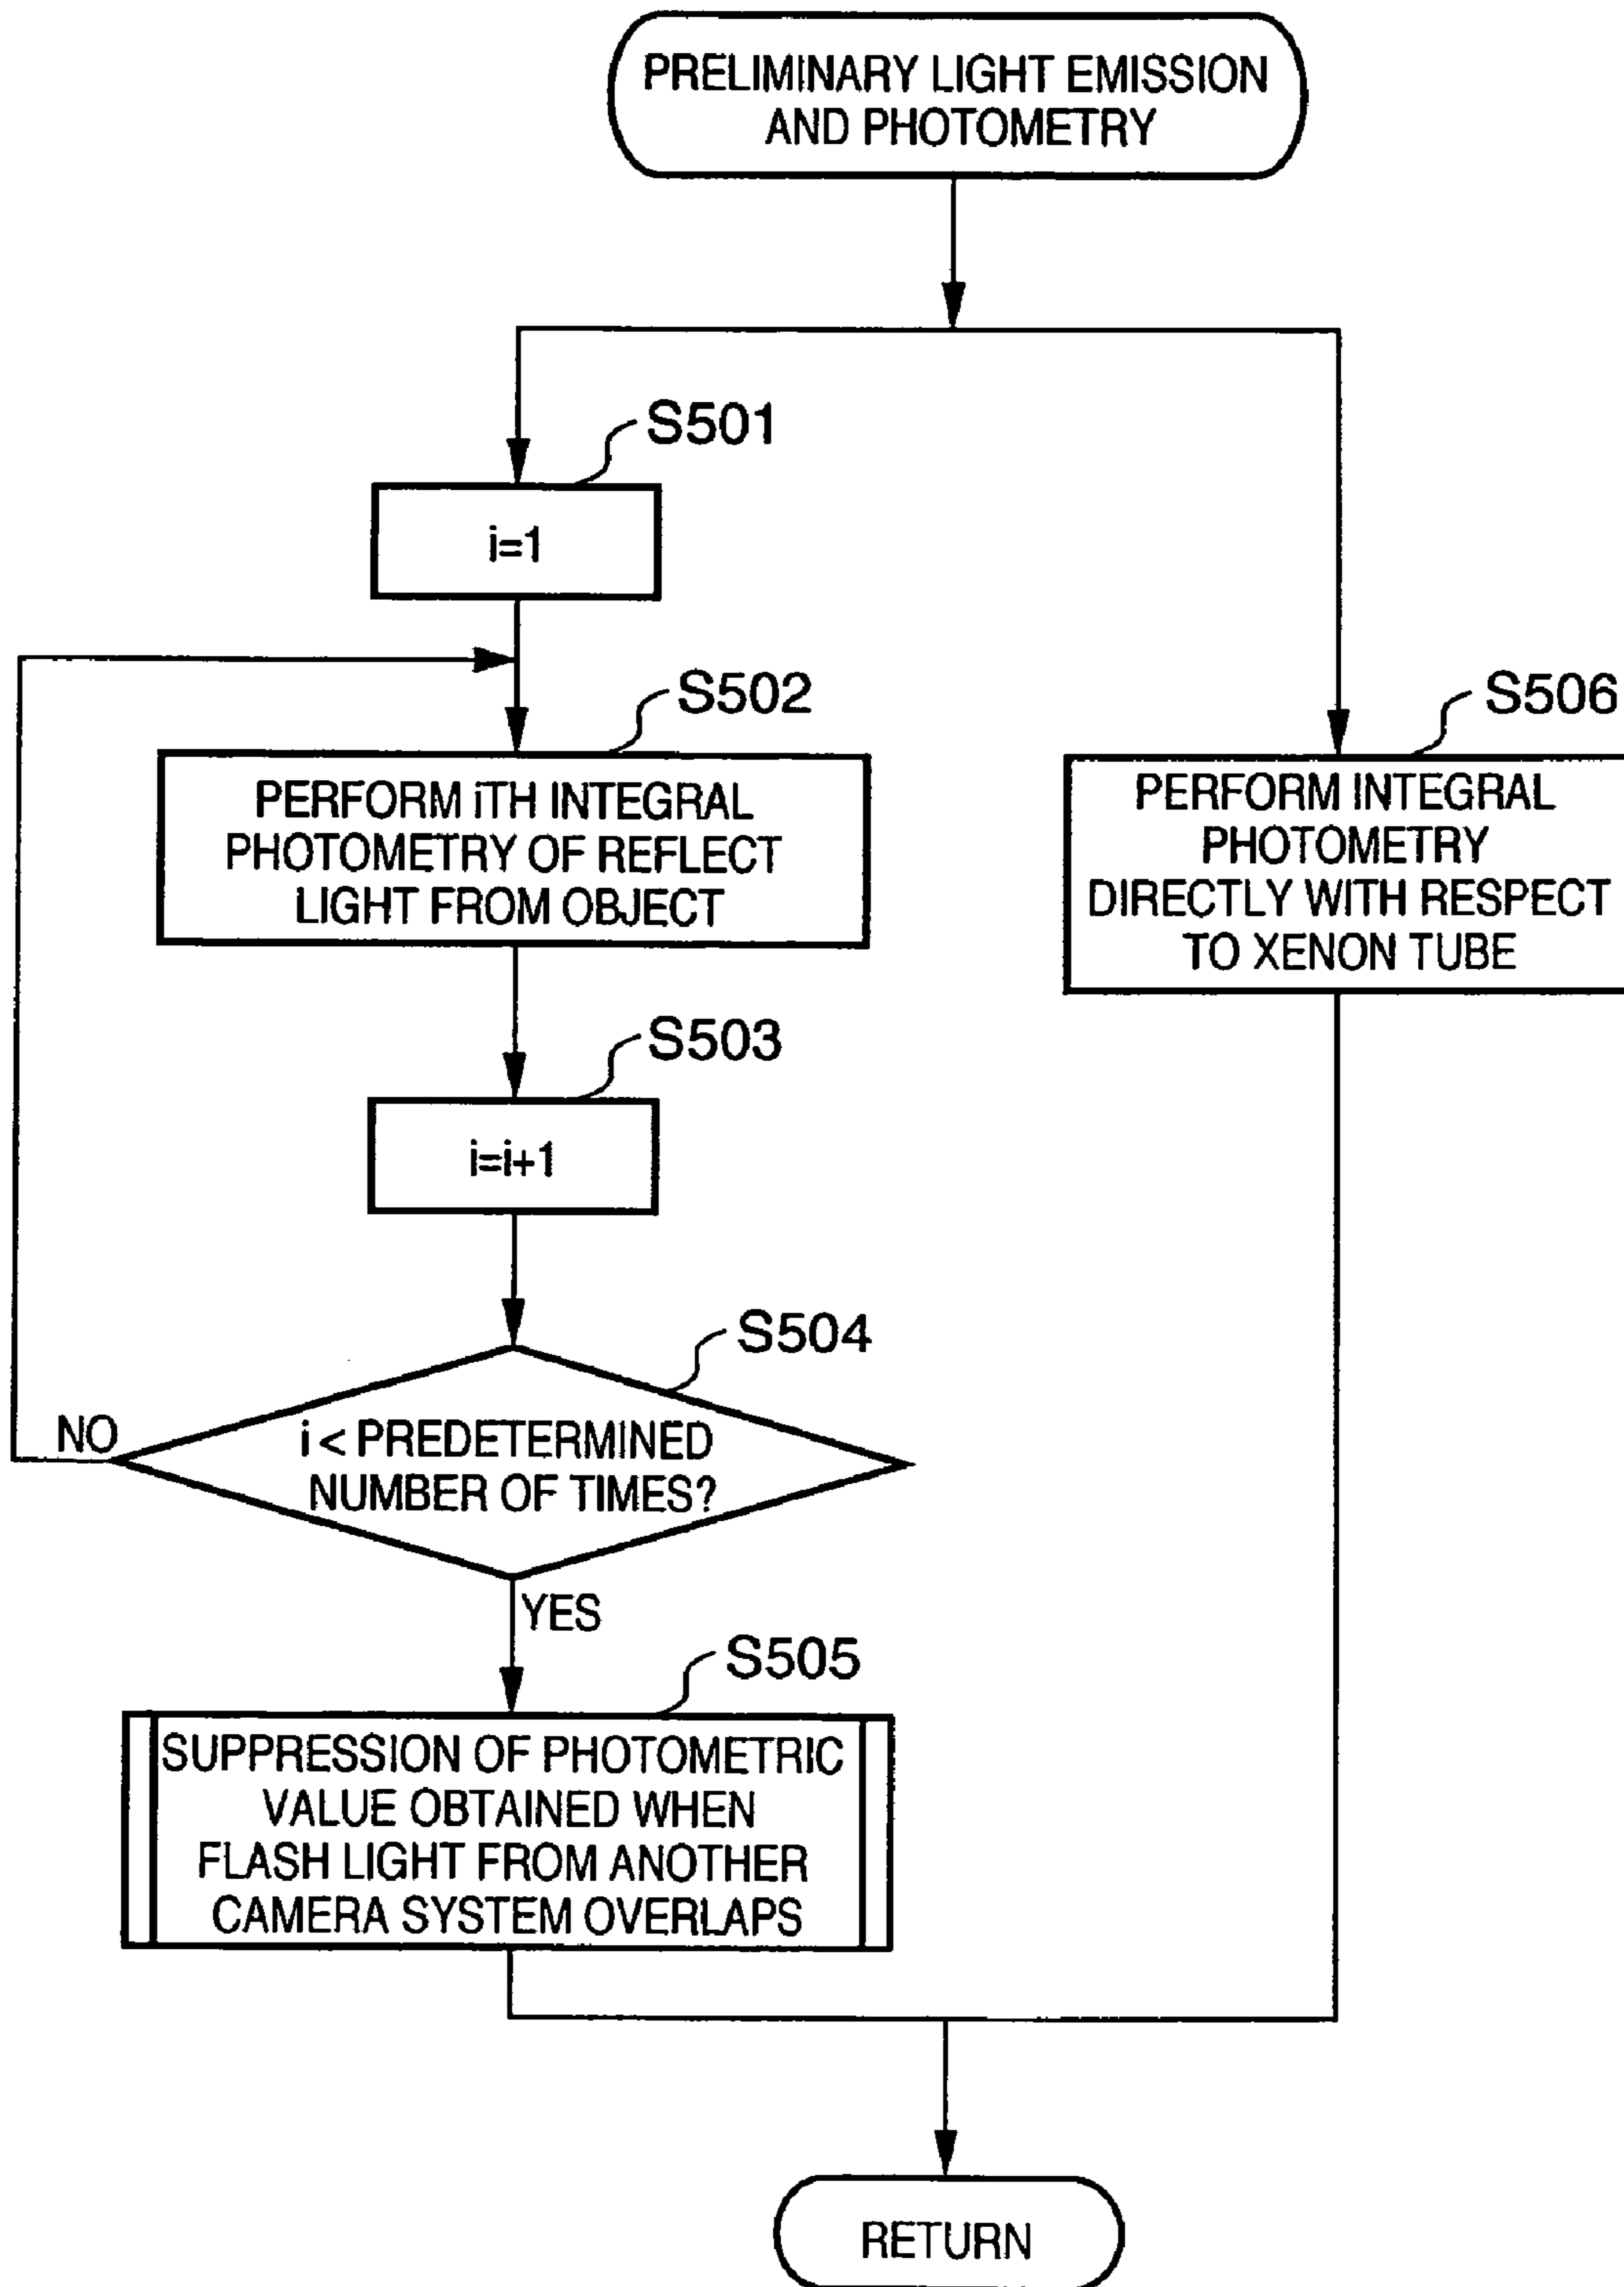 PRELIMINARY LIGHT EMISSION
AND PHOTOMETRY
S501
i=1
S502
PERFORM iTH INTEGRAL
PHOTOMETRY OF REFLECT
LIGHT FROM OBJECT
S506
PERFORM INTEGRAL
PHOTOMETRY
DIRECTLY WITH RESPECT
TO XENON TUBE
S503
i=i+1
S504
i < PREDETERMINED
NUMBER OF TIMES?
NO
YES
S505
SUPPRESSION OF PHOTOMETRIC
VALUE OBTAINED WHEN
FLASH LIGHT FROM ANOTHER
CAMERA SYSTEM OVERLAPS
RETURN